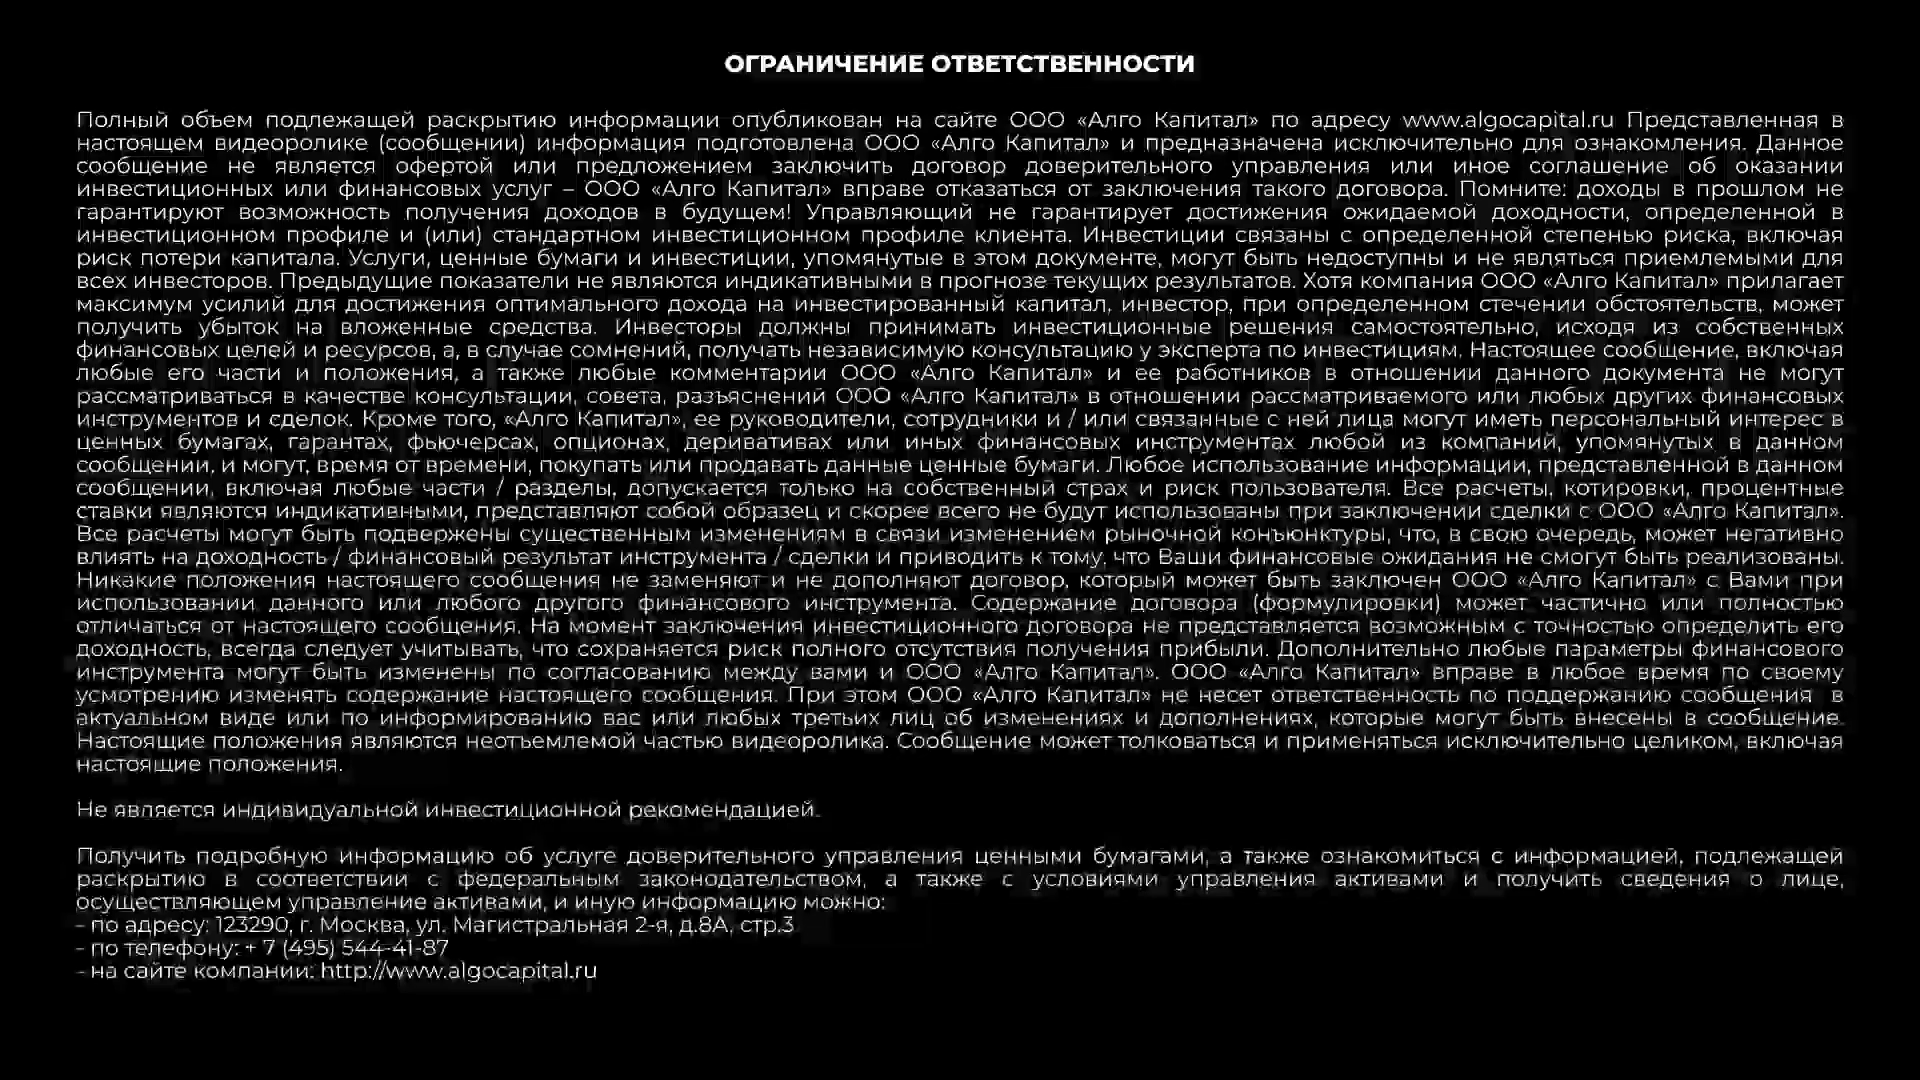 ОГРАНИЧЕНИЕ ОТВЕТСТВЕННОСТИ
Полный объем подлежащей раскрытию информации опубликован на сайте ООО «Алго Капитал» по адресу www.algocapital.ru Представленная в
настоящем видеоролике (сообщении) информация подготовлена ООО «Алго Капитал» и предназначена исключительно для ознакомления. Данное
сообщение не является офертой или предложением заключить договор доверительного управления или иное соглашение об оказании
инвестиционных или финансовых услуг – ООО «Алго Капитал» вправе отказаться от заключения такого договора. Помните: доходы в прошлом не
гарантируют возможность получения доходов в будущем! Управляющий не гарантирует достижения ожидаемой доходности, определенной в
инвестиционном профиле и (или) стандартном инвестиционном профиле клиента. Инвестиции связаны с определенной степенью риска, включая
риск потери капитала. Услуги, ценные бумаги и инвестиции, упомянутые в этом документе, могут быть недоступны и не являться приемлемыми для
всех инвесторов. Предыдущие показатели не являются индикативными в прогнозе текущих результатов. Хотя компания ООО «Алго Капитал» прилагает
максимум усилий для достижения оптимального дохода на инвестированный капитал, инвестор, при определенном стечении обстоятельств, может
получить убыток на вложенные средства. Инвесторы должны принимать инвестиционные решения самостоятельно, исходя из собственных
финансовых целей и ресурсов, а, в случае сомнений, получать независимую консультацию у эксперта по инвестициям. Настоящее сообщение, включая
любые его части и положения, а также любые комментарии ООО «Алго Капитал» и ее работников в отношении данного документа не могут
рассматриваться в качестве консультации, совета, разъяснений ООО «Алго Капитал» в отношении рассматриваемого или любых других финансовых
инструментов и сделок. Кроме того, «Алго Капитал», ее руководители, сотрудники и / или связанные с ней лица могут иметь персональный интерес в
ценных бумагах, гарантах, фьючерсах, опционах, деривативах или иных финансовых инструментах любой из компаний, упомянутых в данном
сообщении, и могут, время от времени, покупать или продавать данные ценные бумаги. Любое использование информации, представленной в данном
сообщении, включая любые части / разделы, допускается только на собственный страх и риск пользователя. Все расчеты, котировки, процентные
ставки являются индикативными, представляют собой образец и скорее всего не будут использованы при заключении сделки с ООО «Алго Капитал».
Все расчеты могут быть подвержены существенным изменениям в связи изменением рыночной конъюнктуры, что, в свою очередь, может негативно
влиять на доходность / финансовый результат инструмента / сделки и приводить к тому, что Ваши финансовые ожидания не смогут быть реализованы.
Никакие положения настоящего сообщения не заменяют и не дополняют договор, который может быть заключен ООО «Алго Капитал» с Вами при
использовании данного или любого другого финансового инструмента. Содержание договора (формулировки) может частично или полностью
отличаться от настоящего сообщения. На момент заключения инвестиционного договора не представляется возможным с точностью определить его
доходность, всегда следует учитывать, что сохраняется риск полного отсутствия получения прибыли. Дополнительно любые параметры финансового
инструмента могут быть изменены по согласованию между вами и ООО «Алго Капитал». ООО «Алго Капитал» вправе в любое время по своему
усмотрению изменять содержание настоящего сообщения. При этом ООО «Алго Капитал» не несет ответственность по поддержанию сообщения в
актуальном виде или по информированию вас или любых третьих лиц об изменениях и дополнениях, которые могут быть внесены в сообщение.
Настоящие положения являются неотъемлемой частью видеоролика. Сообщение может толковаться и применяться исключительно целиком, включая
настоящие положения.
Не является индивидуальной инвестиционной рекомендацией.
Получить подробную информацию об услуге доверительного управления ценными бумагами, а также ознакомиться с информацией, подлежащей
раскрытию в соответствии с федеральным законодательством, а также с условиями управления активами и получить сведения о лице,
осуществляющем управление активами, и иную информацию можно:
- по адресу: 123290, г. Москва, ул. Магистральная 2-я, д.8А, стр.3
- по телефону: + 7 (495) 544-41-87
- на сайте компании: http://www.algocapital.ru